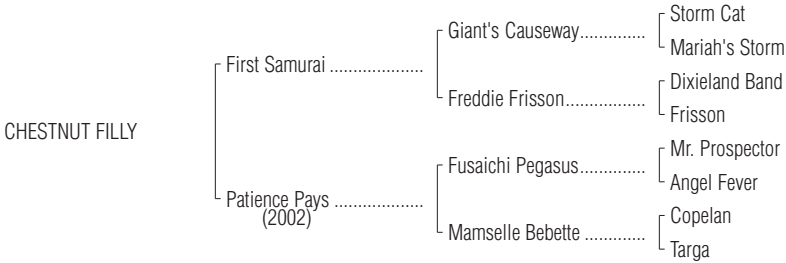 Storm Cat
Giant's Causeway..............
Mariah's Storm
First Samurai ....................
Dixieland Band
Freddie Frisson.................
Frisson
CHESTNUT FILLY
Mr. Prospector
Fusaichi Pegasus..............
Angel Fever
Patience Pays ...................
(2002)
Copelan
Mamselle Bebette .............
Targa